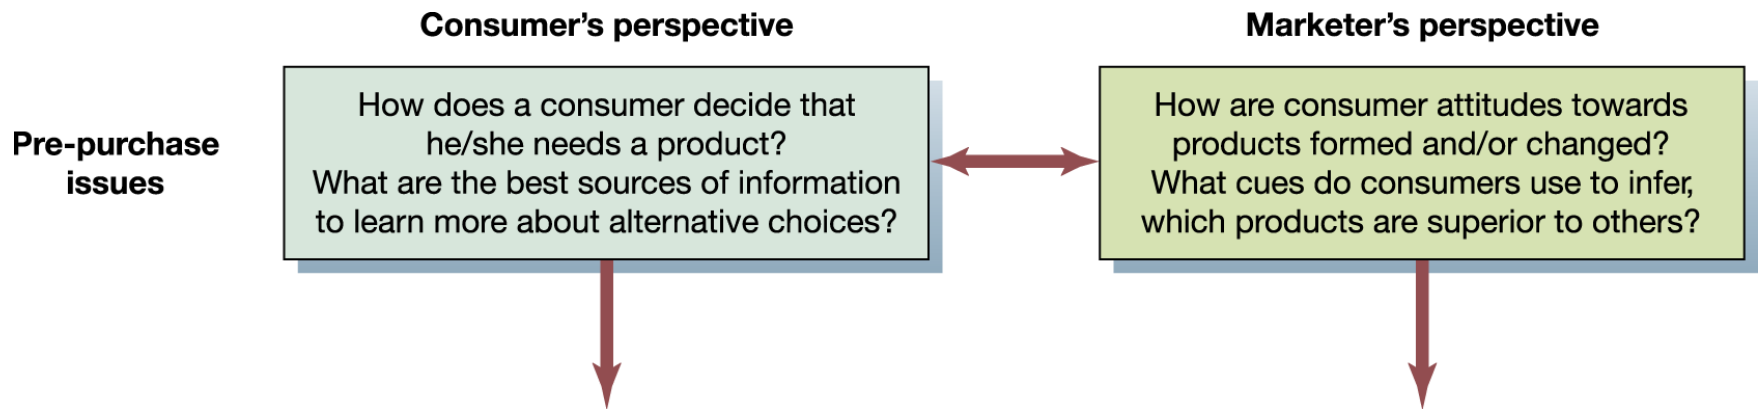 Consumer’s perspective
Marketer’s perspective
Pre-purchase
issues
How does a consumer decide that
he/she needs a product?
What are the best sources of information
to learn more about alternative choices?
How are consumer attitudes towards
products formed and/or changed?
What cues do consumers use to infer,
which products are superior to others?